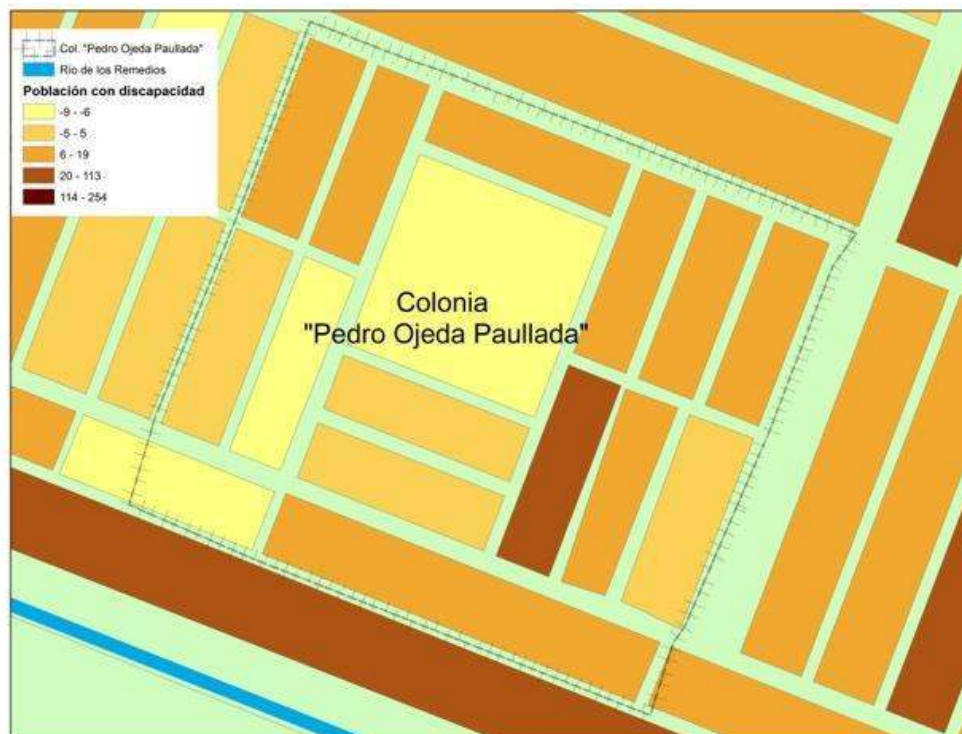 Col. "Pedro Ojeda Paullada"
Río de los Remedios
Población con discapacidad
-9 - -6
-5 - 5
6 - 19
20 - 113
114 - 254
Colonia
"Pedro Ojeda Paullada"